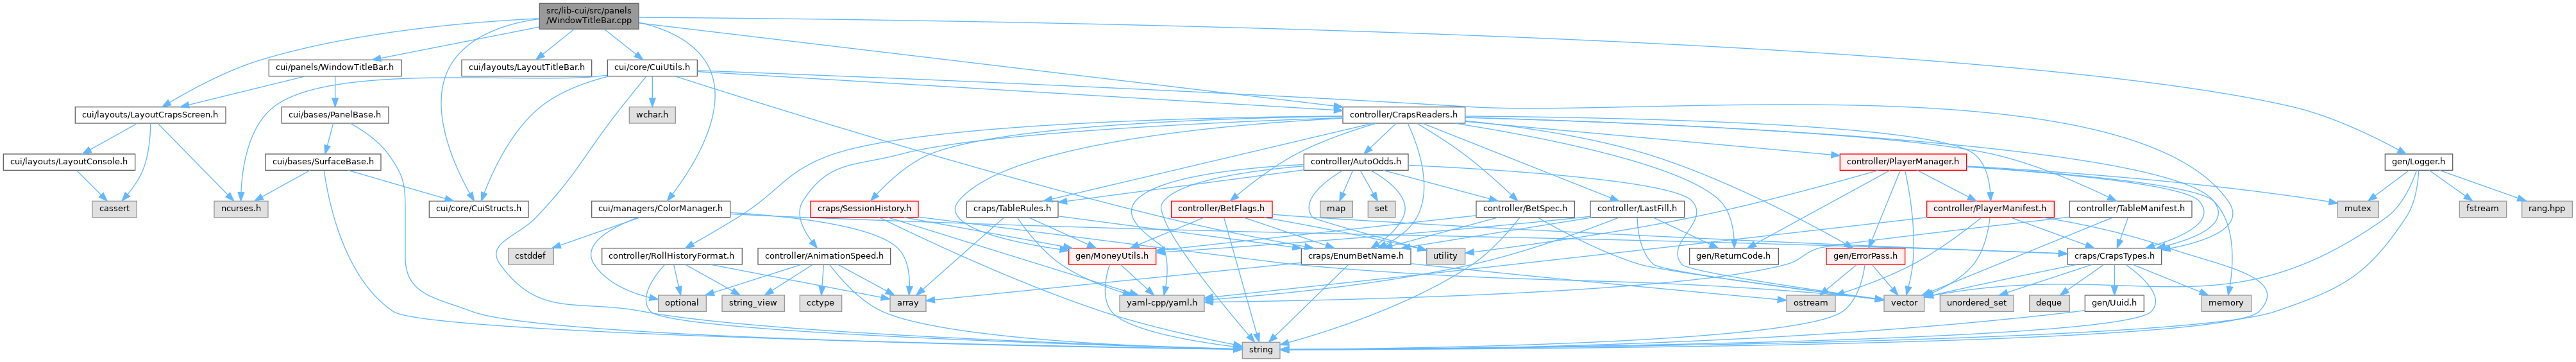 src/lib-cui/src/panels
/WindowTitleBar.cpp
cui/panels/WindowTitleBar.h
cui/layouts/LayoutTitleBar.h
cui/core/CuiUtils.h
cui/layouts/LayoutCrapsScreen.h
cui/bases/PanelBase.h
wchar.h
controller/CrapsReaders.h
cui/layouts/LayoutConsole.h
cui/bases/SurfaceBase.h
controller/AutoOdds.h
controller/PlayerManager.h
gen/Logger.h
cassert
ncurses.h
cui/core/CuiStructs.h
cui/managers/ColorManager.h
craps/SessionHistory.h
craps/TableRules.h
controller/BetFlags.h
map
set
controller/BetSpec.h
controller/LastFill.h
controller/PlayerManifest.h
controller/TableManifest.h
mutex
fstream
rang.hpp
cstddef
controller/RollHistoryFormat.h
controller/AnimationSpeed.h
gen/MoneyUtils.h
craps/EnumBetName.h
utility
gen/ReturnCode.h
gen/ErrorPass.h
craps/CrapsTypes.h
optional
string_view
cctype
array
yaml-cpp/yaml.h
ostream
vector
unordered_set
deque
gen/Uuid.h
memory
string